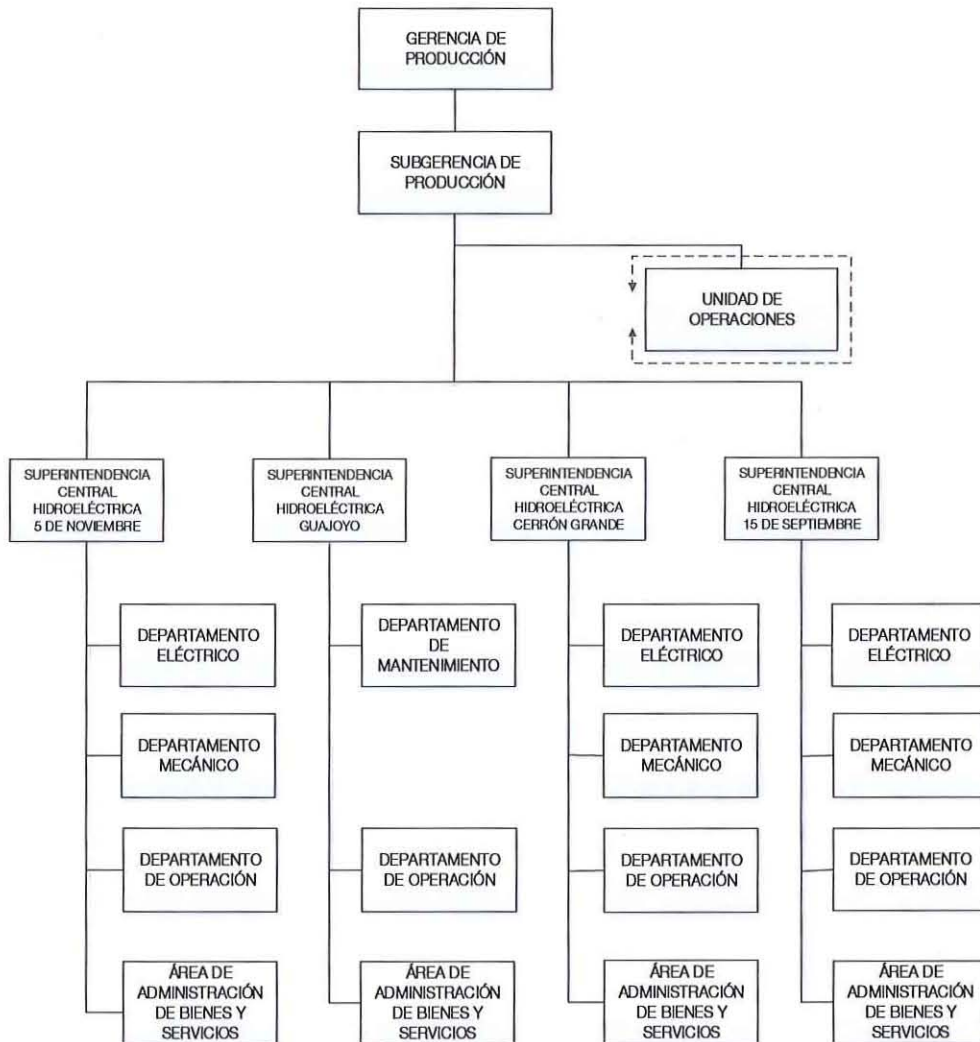 GERENCIA DE
PRODUCCIÓN
SUBGERENCIA DE
PRODUCCIÓN
UNIDAD DE
OPERACIONES
SUPERINTENDENCIA
CENTRAL
HIDROELÉCTRICA
5 DE NOVIEMBRE
SUPERINTENDENCIA
CENTRAL
HIDROELÉCTRICA
GUAJOYO
SUPERINTENDENCIA
CENTRAL
HIDROELÉCTRICA
CERRÓN GRANDE
SUPERINTENDENCIA
CENTRAL
HIDROELÉCTRICA
15 DE SEPTIEMBRE
DEPARTAMENTO
ELÉCTRICO
DEPARTAMENTO
DE
MANTENIMIENTO
DEPARTAMENTO
ELÉCTRICO
DEPARTAMENTO
ELÉCTRICO
DEPARTAMENTO
MECÁNICO
DEPARTAMENTO
MECÁNICO
DEPARTAMENTO
MECÁNICO
DEPARTAMENTO
DE OPERACIÓN
DEPARTAMENTO
DE OPERACIÓN
DEPARTAMENTO
DE OPERACIÓN
DEPARTAMENTO
DE OPERACIÓN
ÁREA DE
ADMINISTRACIÓN
DE BIENES Y
SERVICIOS
ÁREA DE
ADMINISTRACIÓN
DE BIENES Y
SERVICIOS
ÁREA DE
ADMINISTRACIÓN
DE BIENES Y
SERVICIOS
ÁREA DE
ADMINISTRACIÓN
DE BIENES Y
SERVICIOS